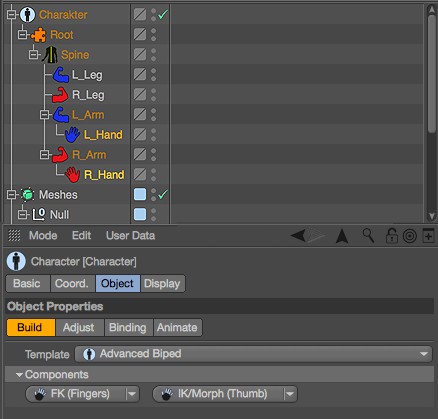 Charakter
Root
Spine
L_Leg
R_Leg
L_Arm
L_Hand
R_Arm
R_Hand
Meshes
L0 Null
Mode Edit User Data
Character [Character]
Basic Coord. Object Display
Object Properties
Build Adjust Binding Animate
Template Advanced Biped
Components
FK (Fingers) IK/Morph (Thumb)